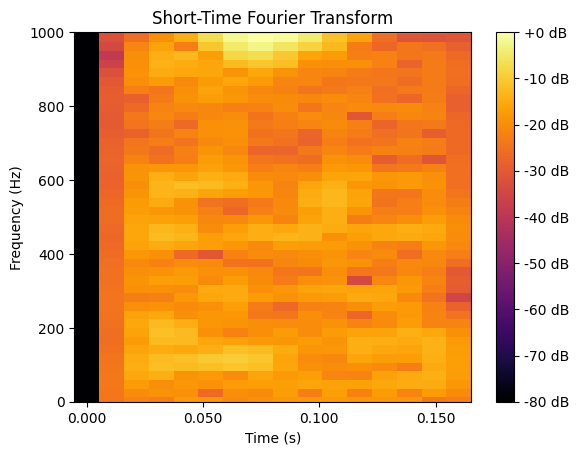 Short-Time Fourier Transform
1000
800
600
400
200
0
Frequency (Hz)
0.000
0.050
0.100
0.150
Time (s)
+0 dB
-10 dB
-20 dB
-30 dB
-40 dB
-50 dB
-60 dB
-70 dB
-80 dB